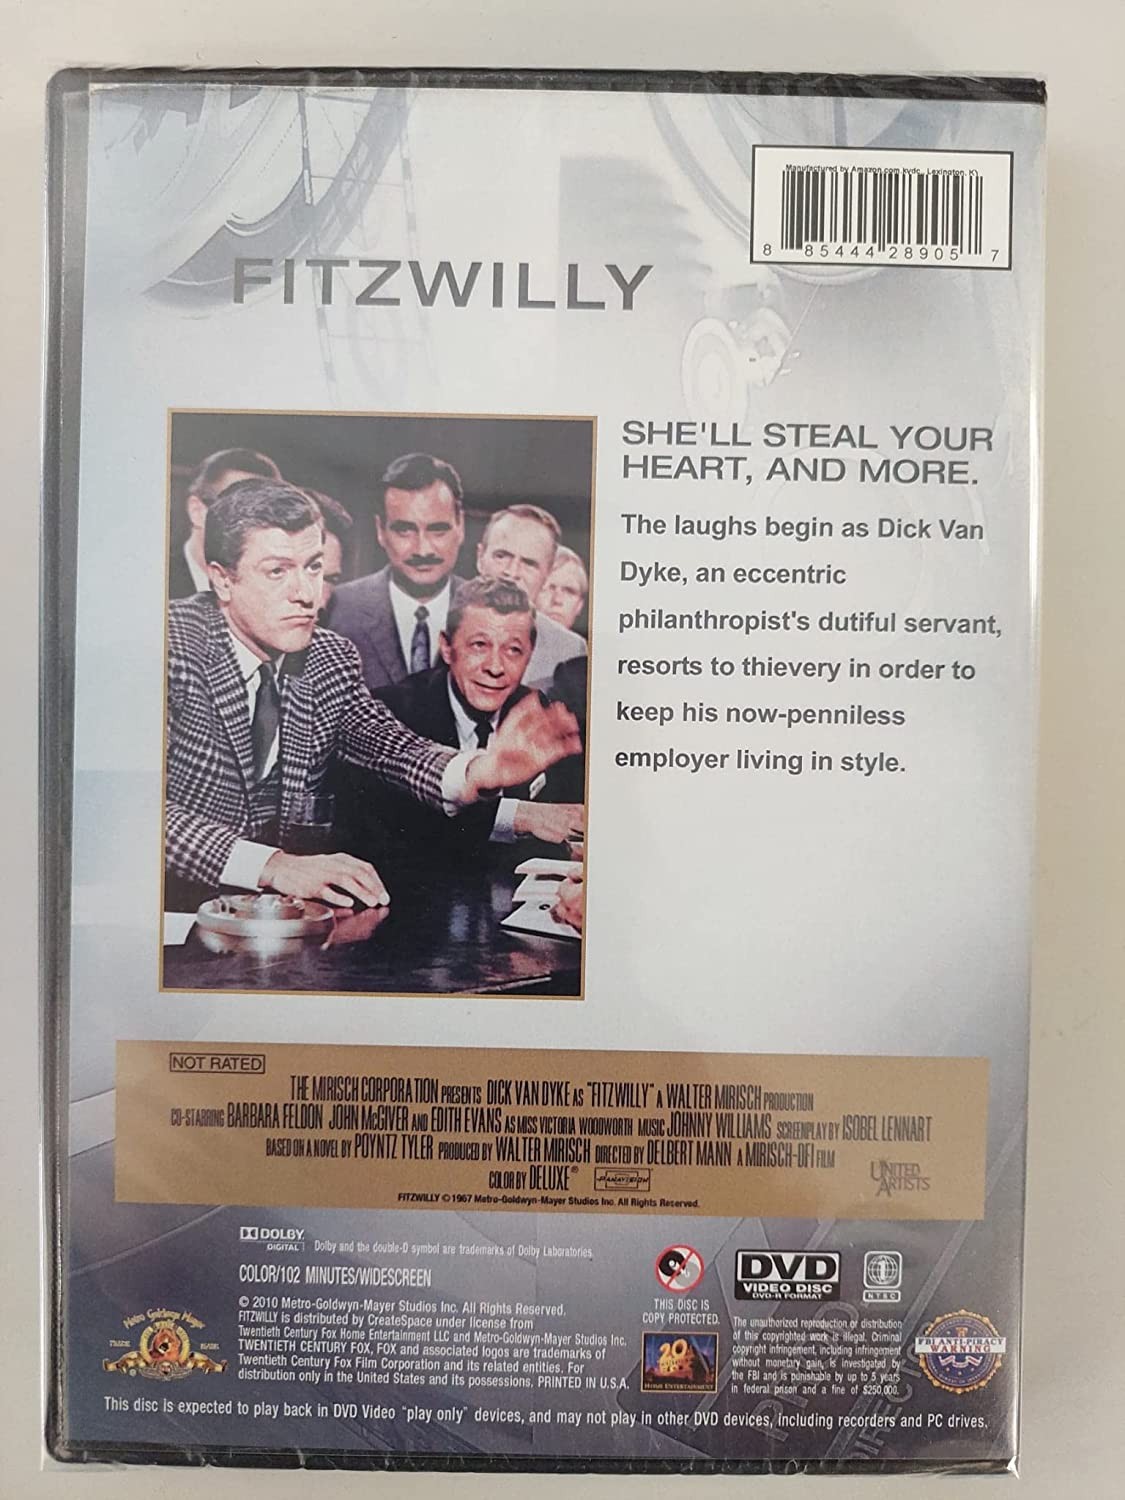 Manufactured by Amazon.com.kydc, Lexington, KY
8 85444 28905 7
FITZWILLY
SHE'LL STEAL YOUR
HEART, AND MORE.
The laughs begin as Dick Van
Dyke, an eccentric
philanthropist's dutiful servant,
resorts to thievery in order to
keep his now-penniless
employer living in style.
NOT RATED
THE MIRISCH CORPORATION PRESENTS DICK VAN DYKE AS "FITZWILLY" A WALTER MIRISCH PRODUCTION
CO-STARRING BARBARA FELDON JOHN McGIVER AND EDITH EVANS AS MISS VICTORIA WOODWORTH MUSIC JOHNNY WILLIAMS SCREENPLAY BY ISOBEL LENNART
BASED ON A NOVEL BY POYNTZ TYLER PRODUCED BY WALTER MIRISCH DIRECTED BY DELBERT MANN A MIRISCH-DFI FILM
COLOR BY DELUXE® PANAVISION
UNITED
ARTISTS
FITZWILLY © 1967 Metro-Goldwyn-Mayer Studios Inc. All Rights Reserved.
DOLBY
DIGITAL
Dolby and the double-D symbol are trademarks of Dolby Laboratories.
COLOR/102 MINUTES/WIDESCREEN
© 2010 Metro-Goldwyn-Mayer Studios Inc. All Rights Reserved.
FITZWILLY is distributed by CreateSpace under license from
Twentieth Century Fox Home Entertainment LLC and Metro-Goldwyn-Mayer Studios Inc.
TWENTIETH CENTURY FOX, FOX and associated logos are trademarks of
Twentieth Century Fox Film Corporation and its related entities. For
distribution only in the United States and its possessions. PRINTED IN U.S.A.
Metro Goldwyn Mayer
TRADE MARK
THIS DISC IS
COPY PROTECTED.
20
HOME ENTERTAINMENT
DVD
VIDEO DISC
DVD-R FORMAT
1
NTSC
The unauthorized reproduction or distribution
of this copyrighted work is illegal. Criminal
copyright infringement, including infringement
without monetary gain, is investigated by
the FBI and is punishable by up to 5 years
in federal prison and a fine of $250,000.
FBI ANTI-PIRACY
WARNING
This disc is expected to play back in DVD Video "play only" devices, and may not play in other DVD devices, including recorders and PC drives.